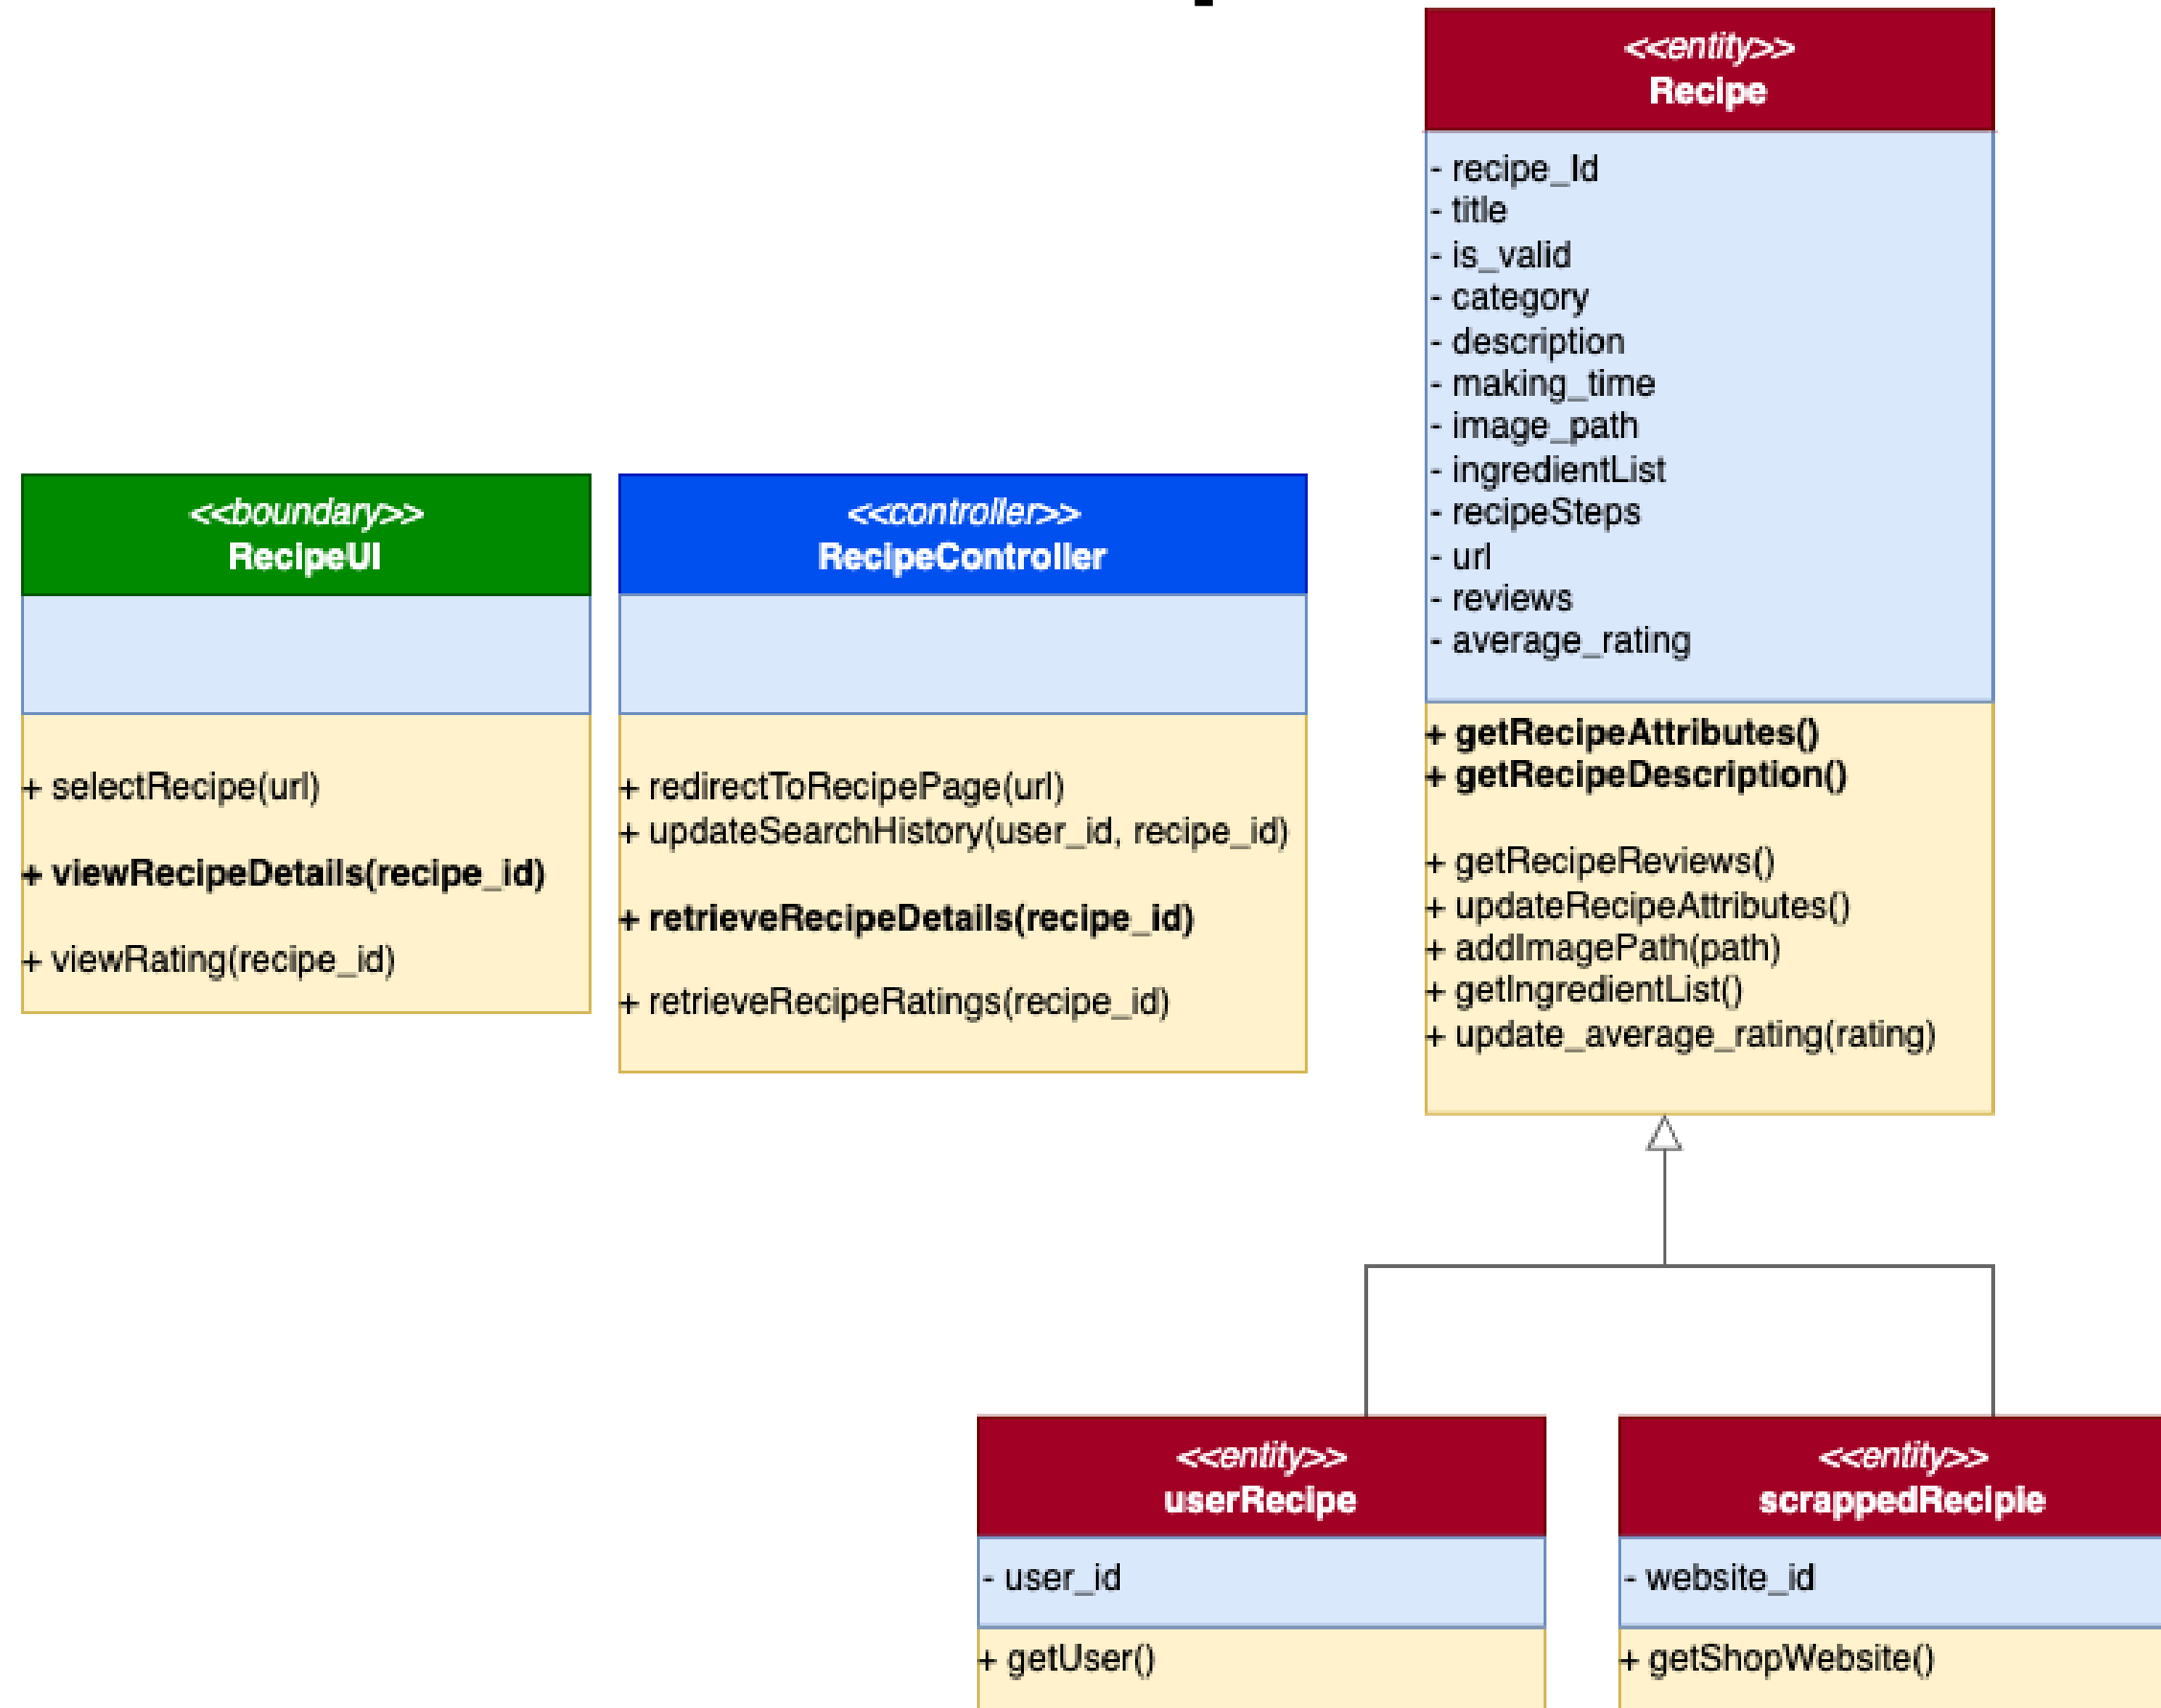 <<boundary>>
RecipeUI
+ selectRecipe(url)
+ viewRecipeDetails(recipe_id)
+ viewRating(recipe_id)
<<controller>>
RecipeController
+ redirectToRecipePage(url)
+ updateSearchHistory(user_id, recipe_id)
+ retrieveRecipeDetails(recipe_id)
+ retrieveRecipeRatings(recipe_id)
<<entity>>
Recipe
- recipe_Id
- title
- is_valid
- category
- description
- making_time
- image_path
- ingredientList
- recipeSteps
- url
- reviews
- average_rating
+ getRecipeAttributes()
+ getRecipeDescription()
+ getRecipeReviews()
+ updateRecipeAttributes()
+ addImagePath(path)
+ getIngredientList()
+ update_average_rating(rating)
<<entity>>
userRecipe
- user_id
+ getUser()
<<entity>>
scrappedRecipie
- website_id
+ getShopWebsite()